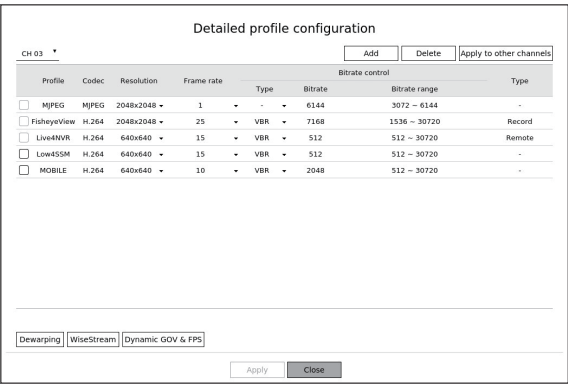 Detailed profile configuration
CH 03 Add Delete Apply to other channels
Profile Codec Resolution Frame rate Bitrate control Type
Type Bitrate Bitrate range
MJPEG MJPEG 2048x2048 1 - 6144 3072 ~ 6144 -
FisheyeView H.264 2048x2048 25 VBR 7168 1536 ~ 30720 Record
Live4NVR H.264 640x640 15 VBR 512 512 ~ 30720 Remote
Low4SSM H.264 640x640 15 VBR 512 512 ~ 30720 -
MOBILE H.264 640x640 10 VBR 2048 512 ~ 30720 -
Dewarping WiseStream Dynamic GOV & FPS
Apply Close